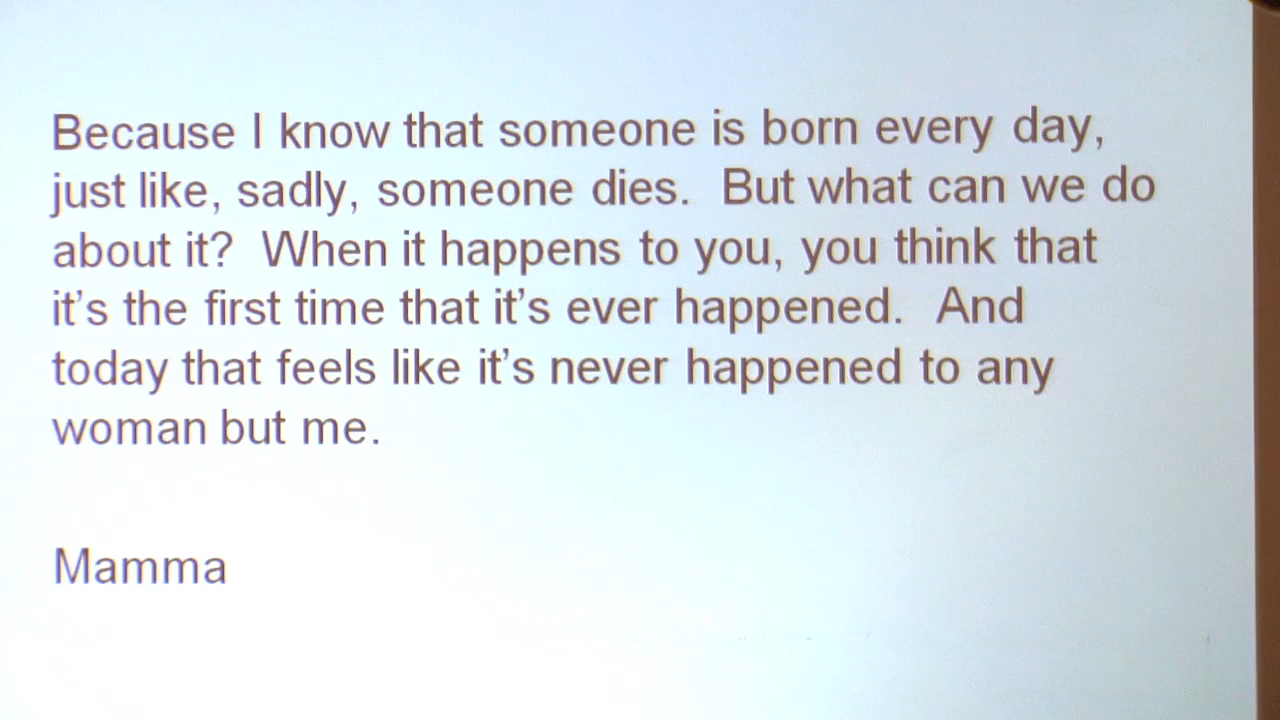 Because I know that someone is born every day,
just like, sadly, someone dies.  But what can we do
about it?  When it happens to you, you think that
it’s the first time that it’s ever happened.  And
today that feels like it’s never happened to any
woman but me.
Mamma